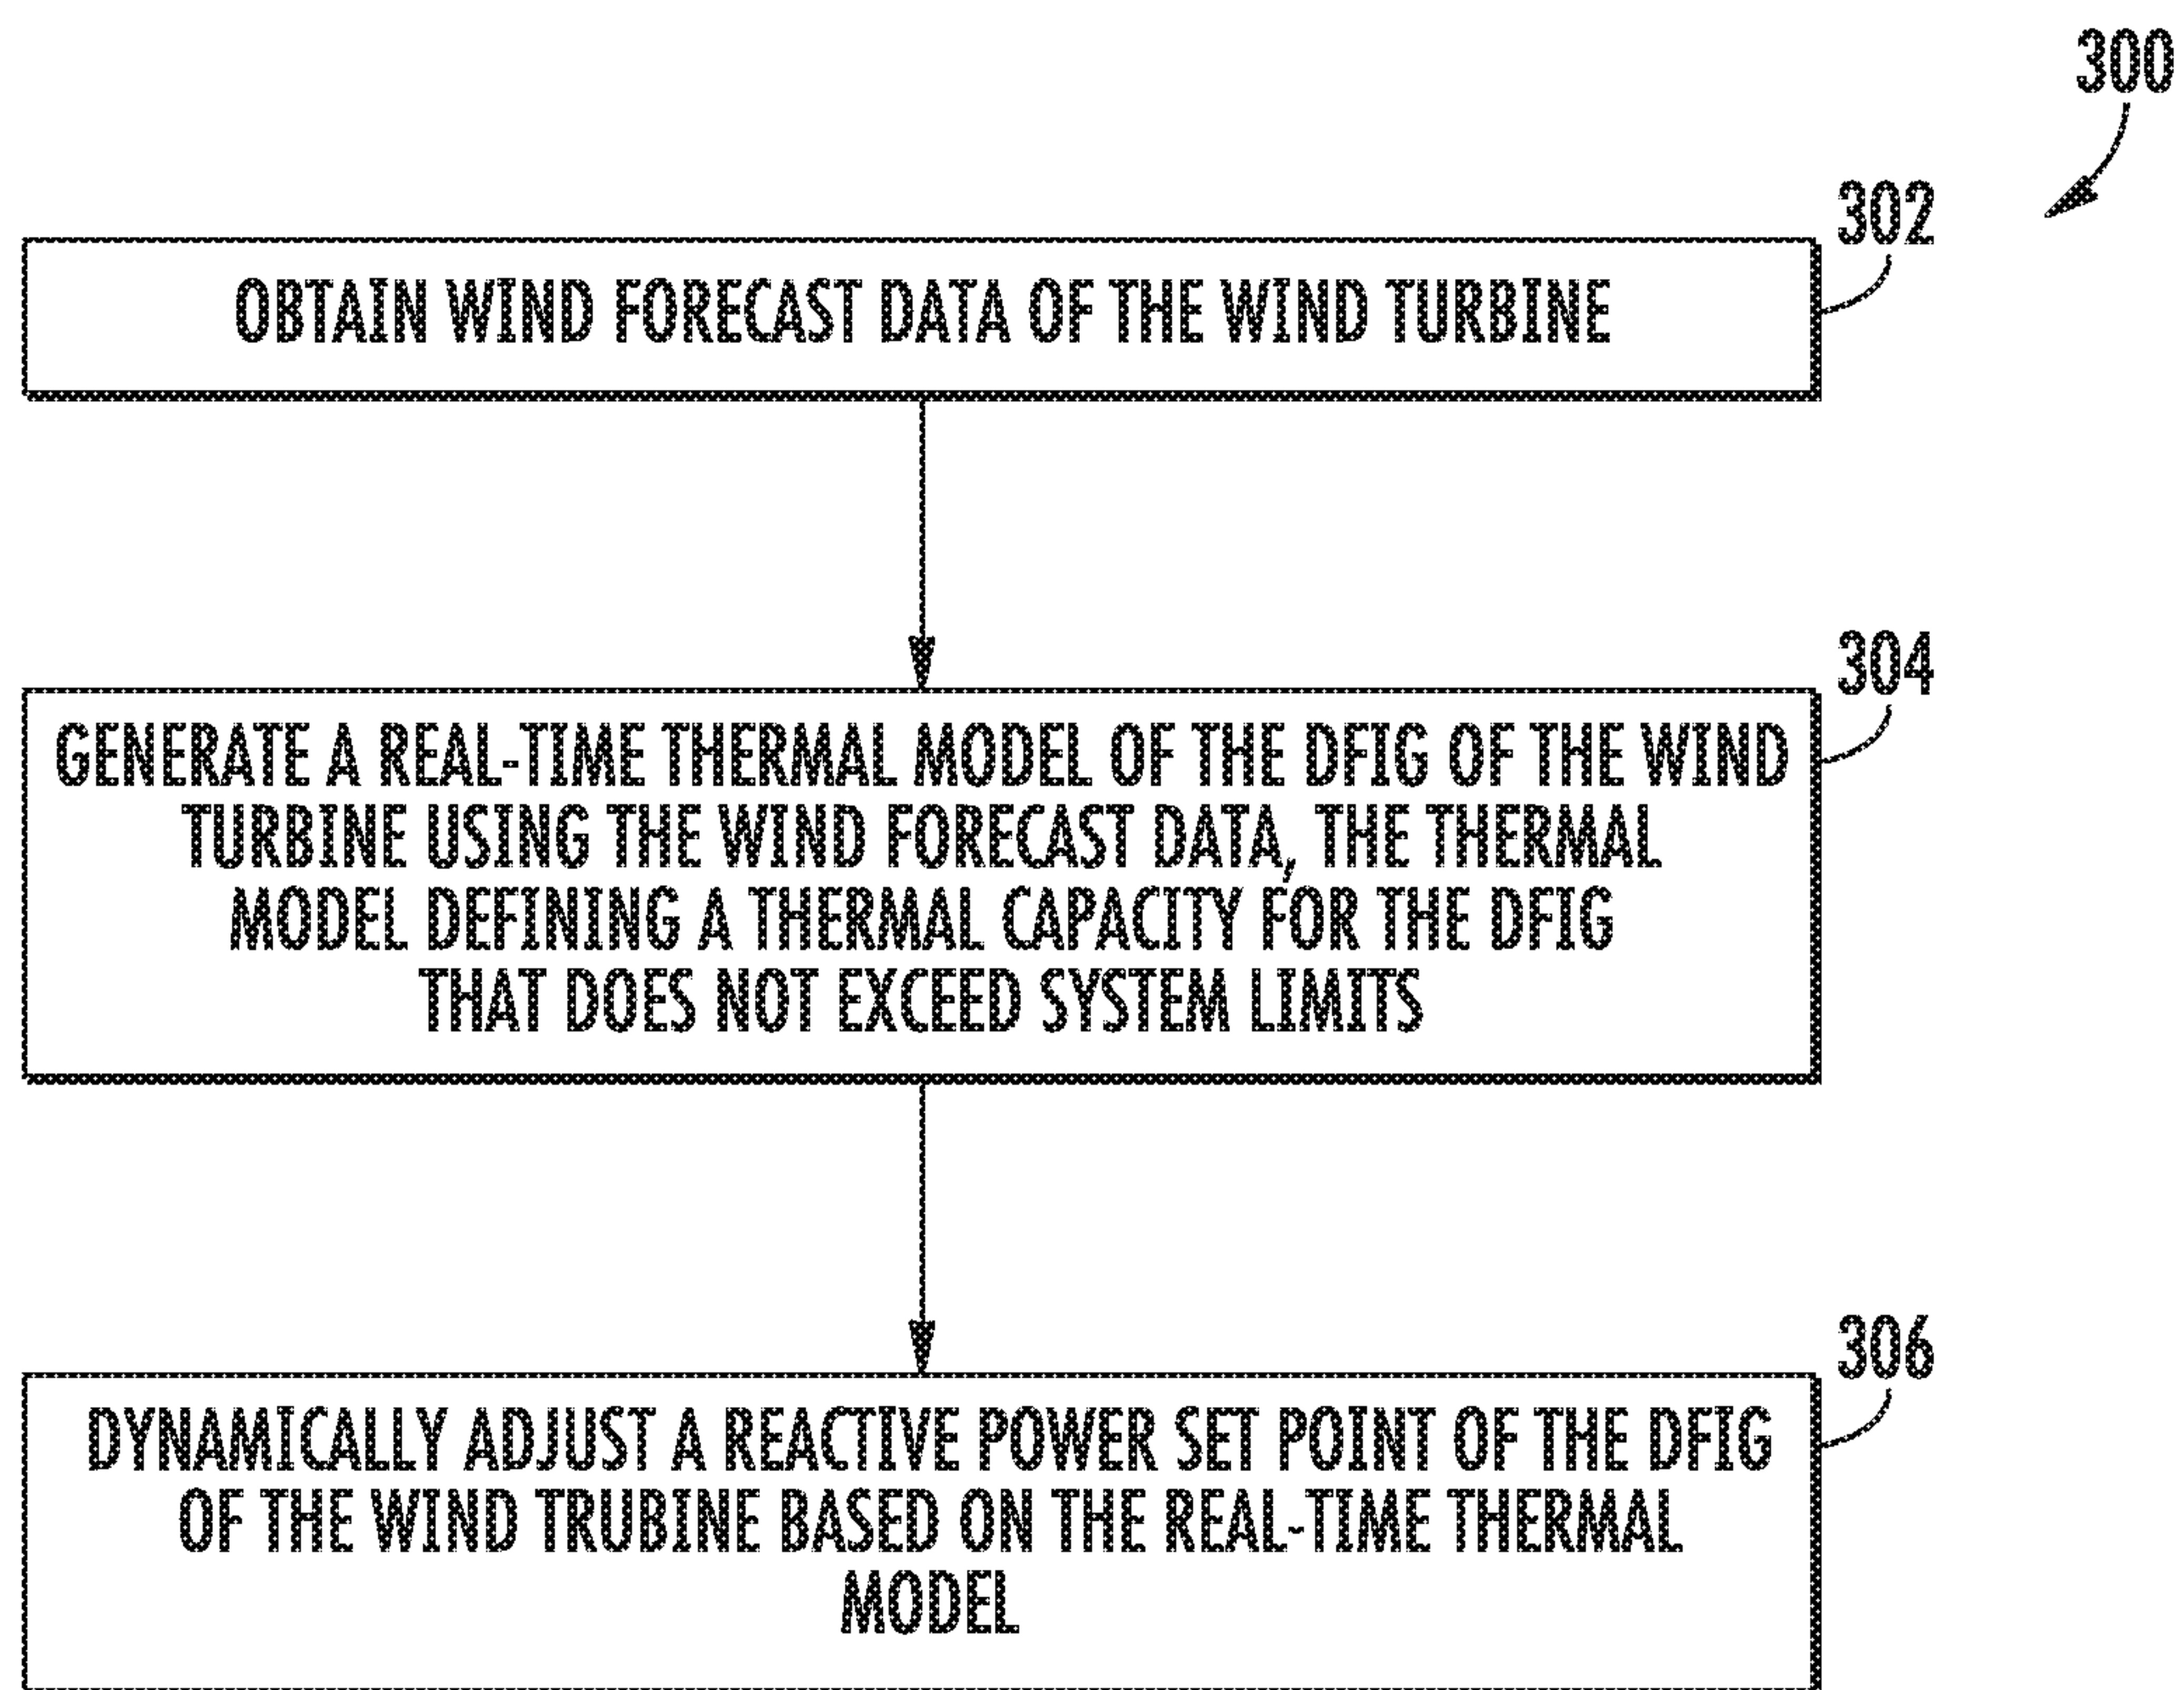 300
302
OBTAIN WIND FORECAST DATA OF THE WIND TURBINE
304
GENERATE A REAL-TIME THERMAL MODEL OF THE DFIG OF THE WIND
TURBINE USING THE WIND FORECAST DATA, THE THERMAL
MODEL DEFINING A THERMAL CAPACITY FOR THE DFIG
THAT DOES NOT EXCEED SYSTEM LIMITS
306
DYNAMICALLY ADJUST A REACTIVE POWER SET POINT OF THE DFIG
OF THE WIND TRUBINE BASED ON THE REAL-TIME THERMAL
MODEL